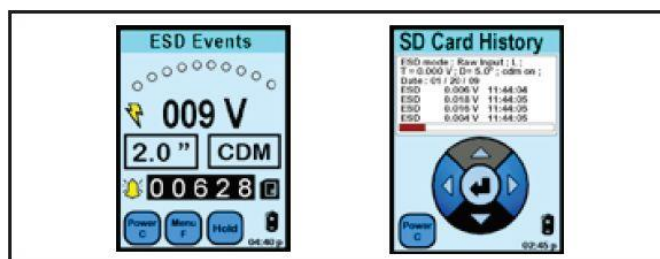 ESD Events
009 V
2.0 " CDM
00628
Power C Menu F Hold
04:40 p
SD Card History
ESD mode ; Raw Input ; L ;
T = 0.000 V ; D= 5.0" ; cdm on ;
Date : 01 / 20 / 09
ESD 0.006 V 11:44:04
ESD 0.018 V 11:44:05
ESD 0.016 V 11:44:05
ESD 0.004 V 11:44:05
Power C
02:45 p